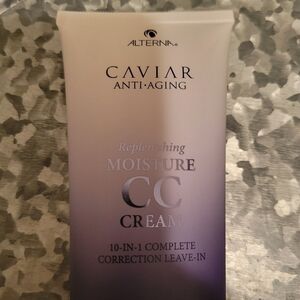 ALTERNA®
CAVIAR
ANTI·AGING
Replenishing
MOISTURE
CC
CREAM
10-IN-1 COMPLETE
CORRECTION LEAVE-IN